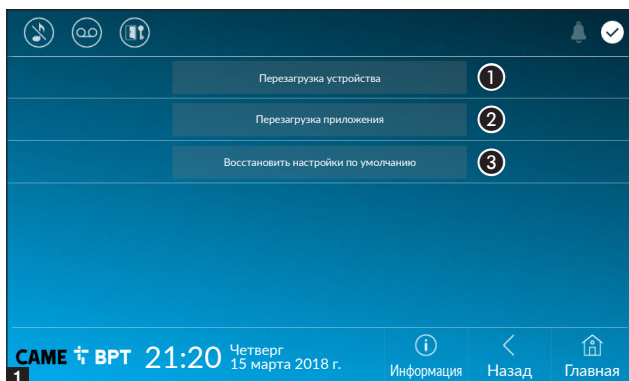 Перезагрузка устройства
1
Перезагрузка приложения
2
Восстановить настройки по умолчанию
3
CAME BPT 21:20 Четверг
15 марта 2018 г.
Информация
Назад
Главная
1